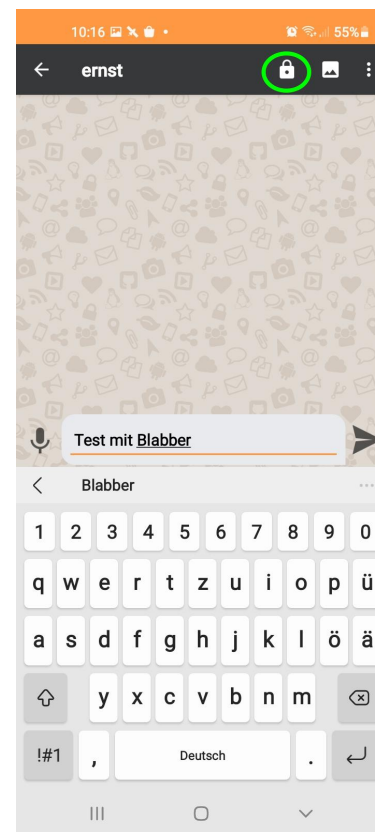 10:16 55%
ernst
Test mit Blabber
Blabber
1 2 3 4 5 6 7 8 9 0
q w e r t z u i o p ü
a s d f g h j k l ö ä
y x c v b n m
!#1 , Deutsch .